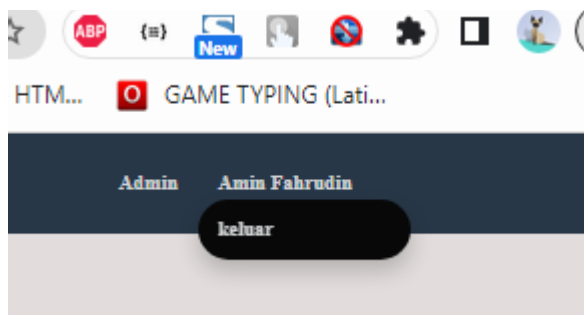 ABP
{≡}
New
HTM...
O
GAME TYPING (Lati...
Admin
Amin Fahrudin
keluar